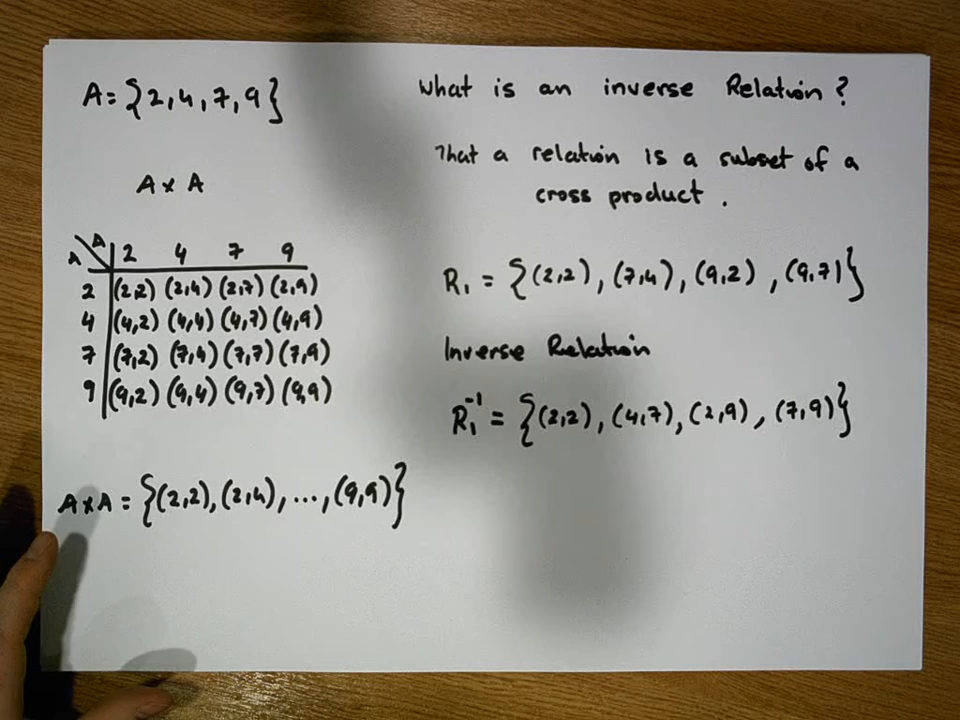 A = {2, 4, 7, 9}
A × A
A A 2 4 7 9
2 (2,2) (2,4) (2,7) (2,9)
4 (4,2) (4,4) (4,7) (4,9)
7 (7,2) (7,4) (7,7) (7,9)
9 (9,2) (9,4) (9,7) (9,9)
A×A = {(2,2), (2,4), ..., (9,9)}
What is an inverse Relation?
That a relation is a subset of a
cross product.
R₁ = {(2,2), (7,4), (9,2), (9,7)}
Inverse Relation
R₁⁻¹ = {(2,2), (4,7), (2,9), (7,9)}